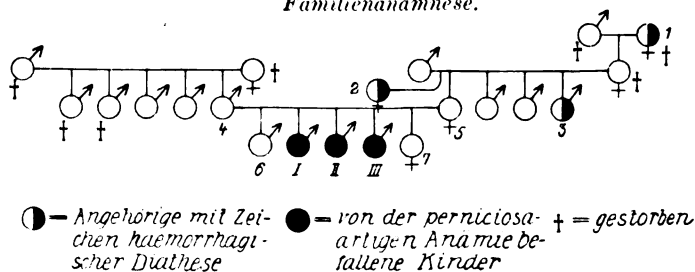 Familienanamnese.
1
2
3
4
5
6 I II III 7
= Angehörige mit Zei-
chen haemorrhagi-
scher Diathese
= von der perniciosa-
artigen Anämie be-
fallene Kinder
† = gestorben